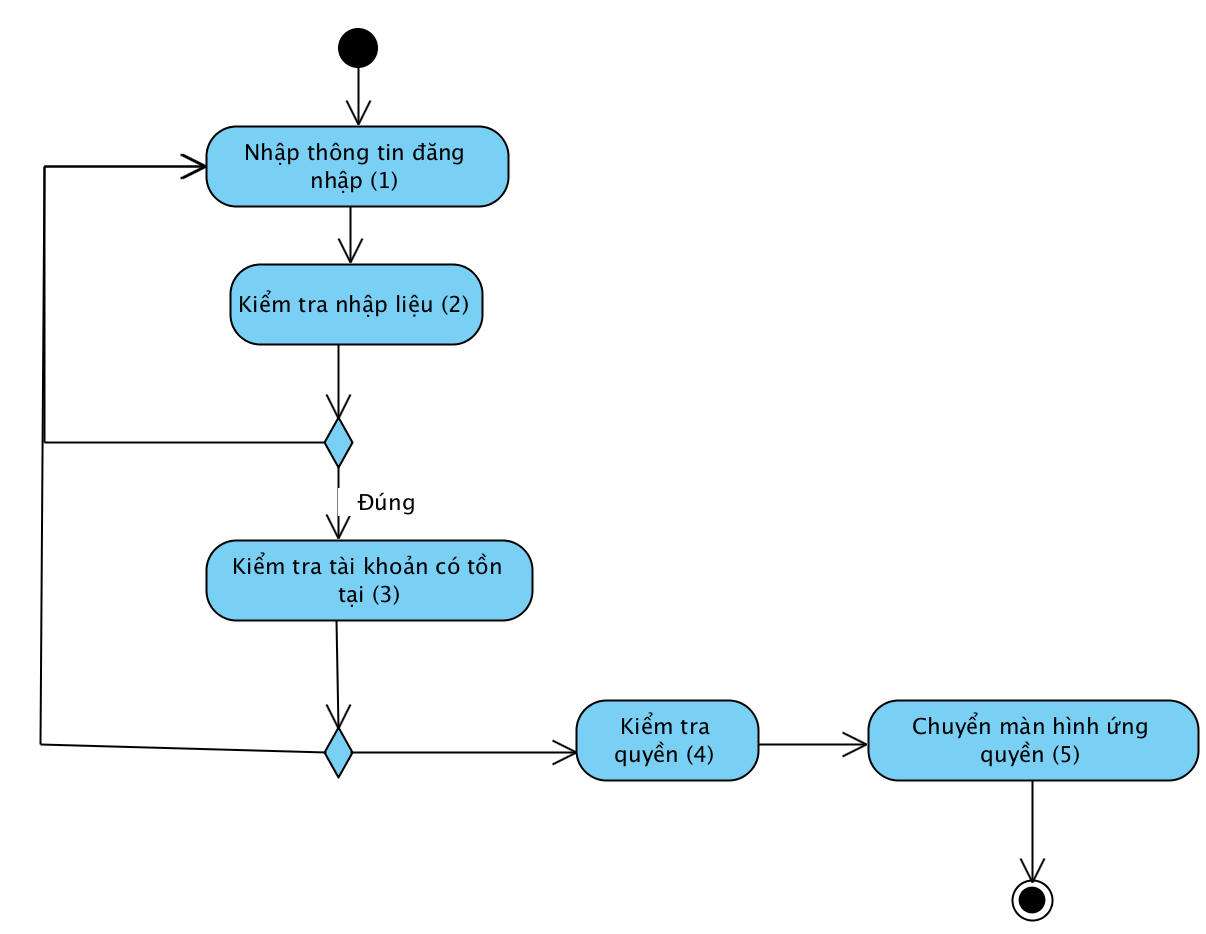 Nhập thông tin đăng
nhập (1)
Kiểm tra nhập liệu (2)
Đúng
Kiểm tra tài khoản có tồn
tại (3)
Kiểm tra
quyền (4)
Chuyển màn hình ứng
quyền (5)